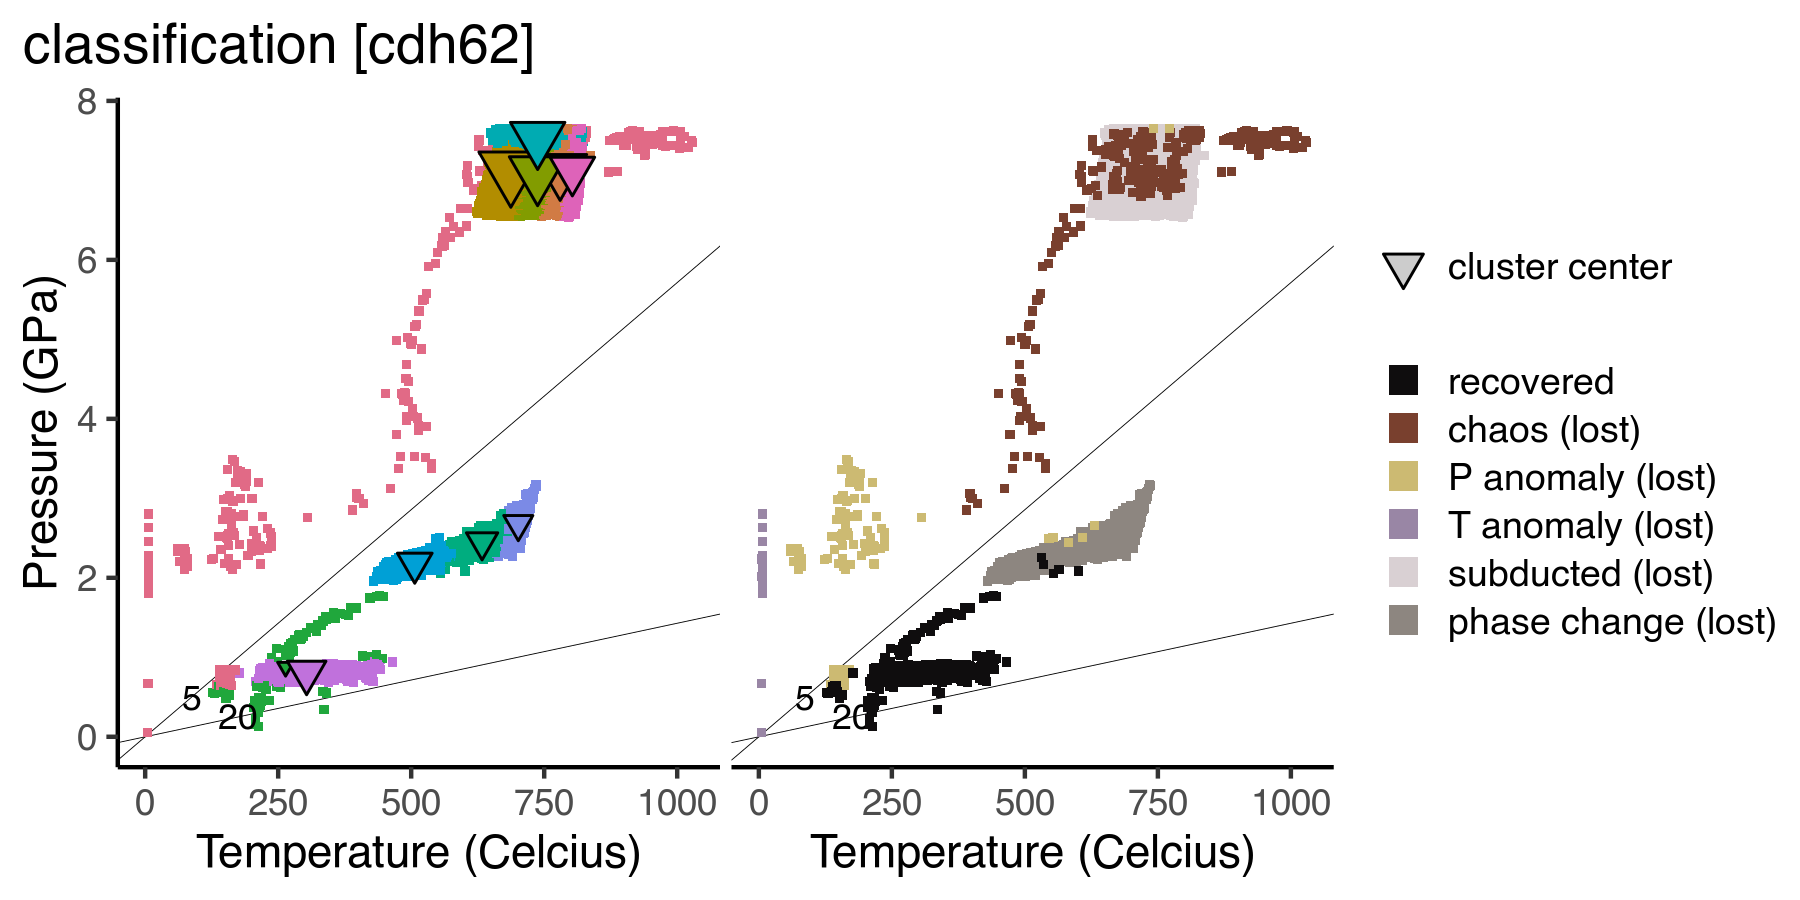 classification [cdh62]
Pressure (GPa)
8
6
4
2
0
5
20
0 250 500 750 1000
Temperature (Celcius)
5
20
0 250 500 750 1000
Temperature (Celcius)
cluster center
recovered
chaos (lost)
P anomaly (lost)
T anomaly (lost)
subducted (lost)
phase change (lost)